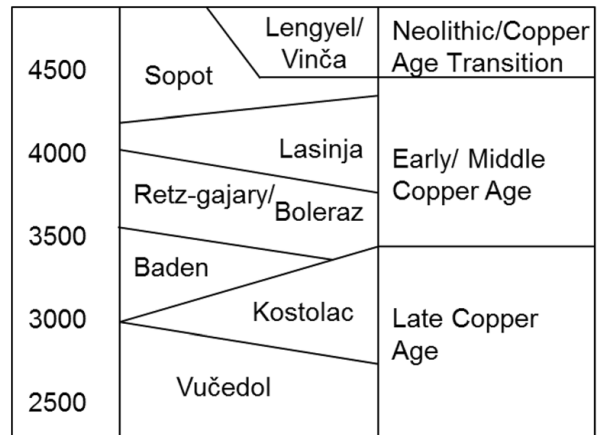 4500
4000
3500
3000
2500
Sopot
Lengyel/
Vinča
Lasinja
Retz-gajary/
Boleraz
Baden
Kostolac
Vučedol
Neolithic/Copper
Age Transition
Early/ Middle
Copper Age
Late Copper
Age